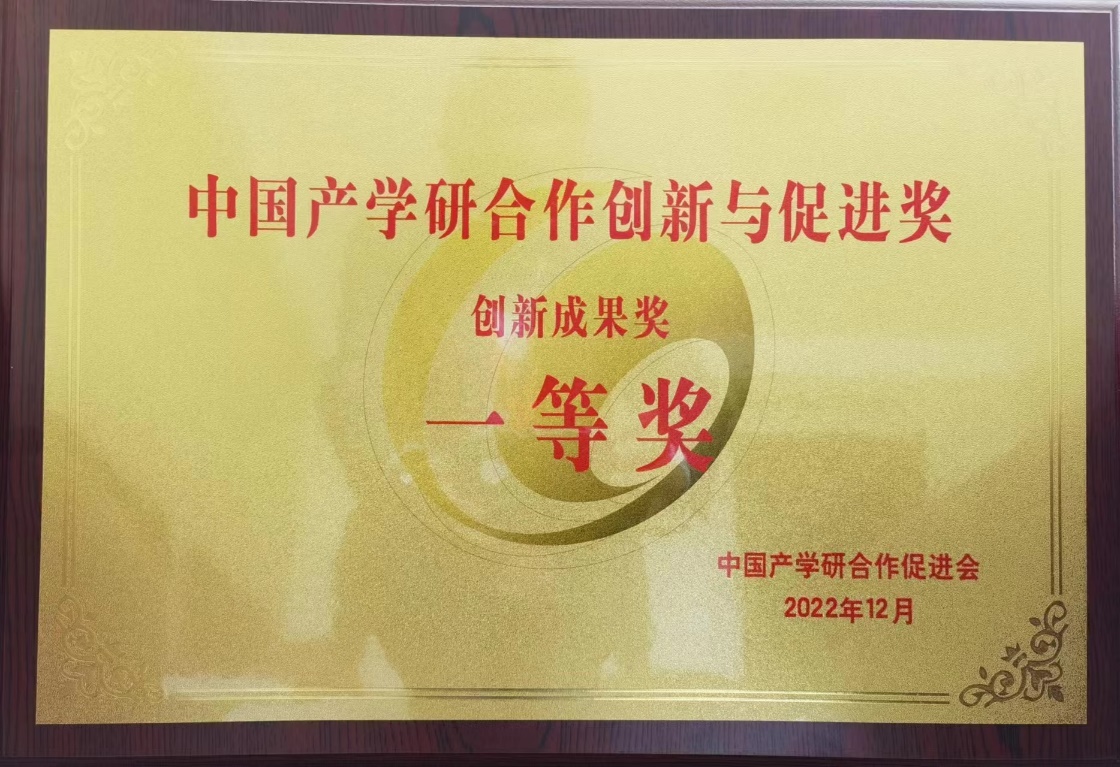 中国产学研合作创新与促进奖
创新成果奖
一等奖
中国产学研合作促进会
2022年12月